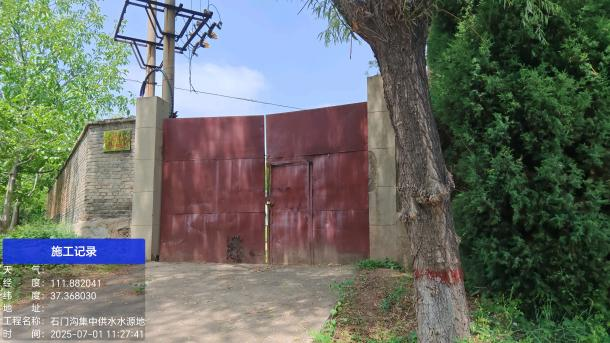 施工记录
天 气:
经 度: 111.882041
纬 度: 37.368030
地 址:
工程名称: 石门沟集中供水水源地
时 间: 2025-07-01 11:27:41